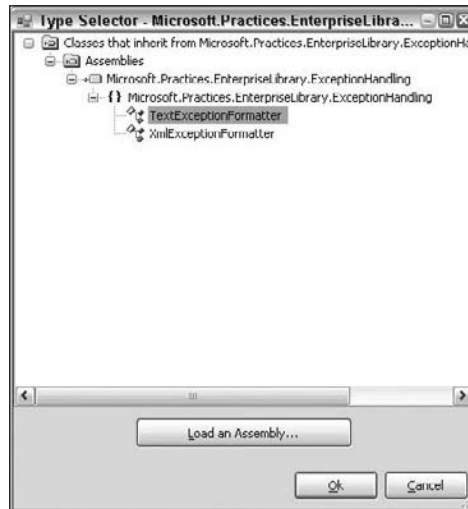 Type Selector - Microsoft.Practices.EnterpriseLibra...
Classes that inherit from Microsoft.Practices.EnterpriseLibrary.ExceptionHa
Assemblies
Microsoft.Practices.EnterpriseLibrary.ExceptionHandling
{} Microsoft.Practices.EnterpriseLibrary.ExceptionHandling
TextExceptionFormatter
XmlExceptionFormatter
Load an Assembly...
Ok Cancel